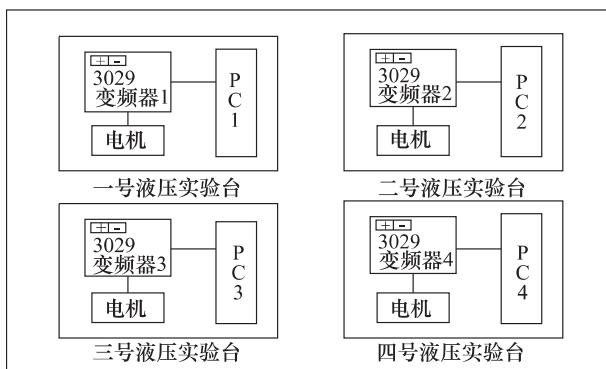 + -
3029
变频器1
电机
PC1
一号液压实验台
+ -
3029
变频器2
电机
PC2
二号液压实验台
+ -
3029
变频器3
电机
PC3
三号液压实验台
+ -
3029
变频器4
电机
PC4
四号液压实验台